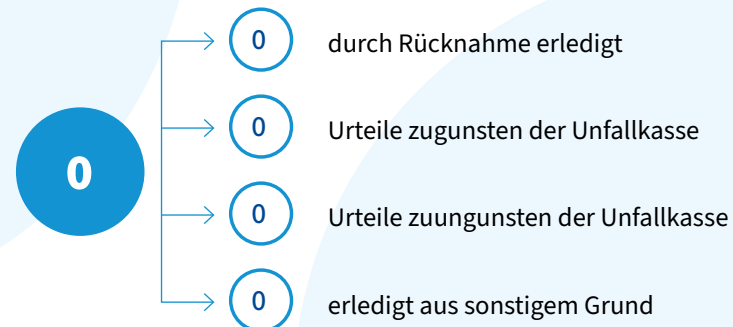 0 durch Rücknahme erledigt
0 Urteile zugunsten der Unfallkasse
0
0 Urteile zuungunsten der Unfallkasse
0 erledigt aus sonstigem Grund